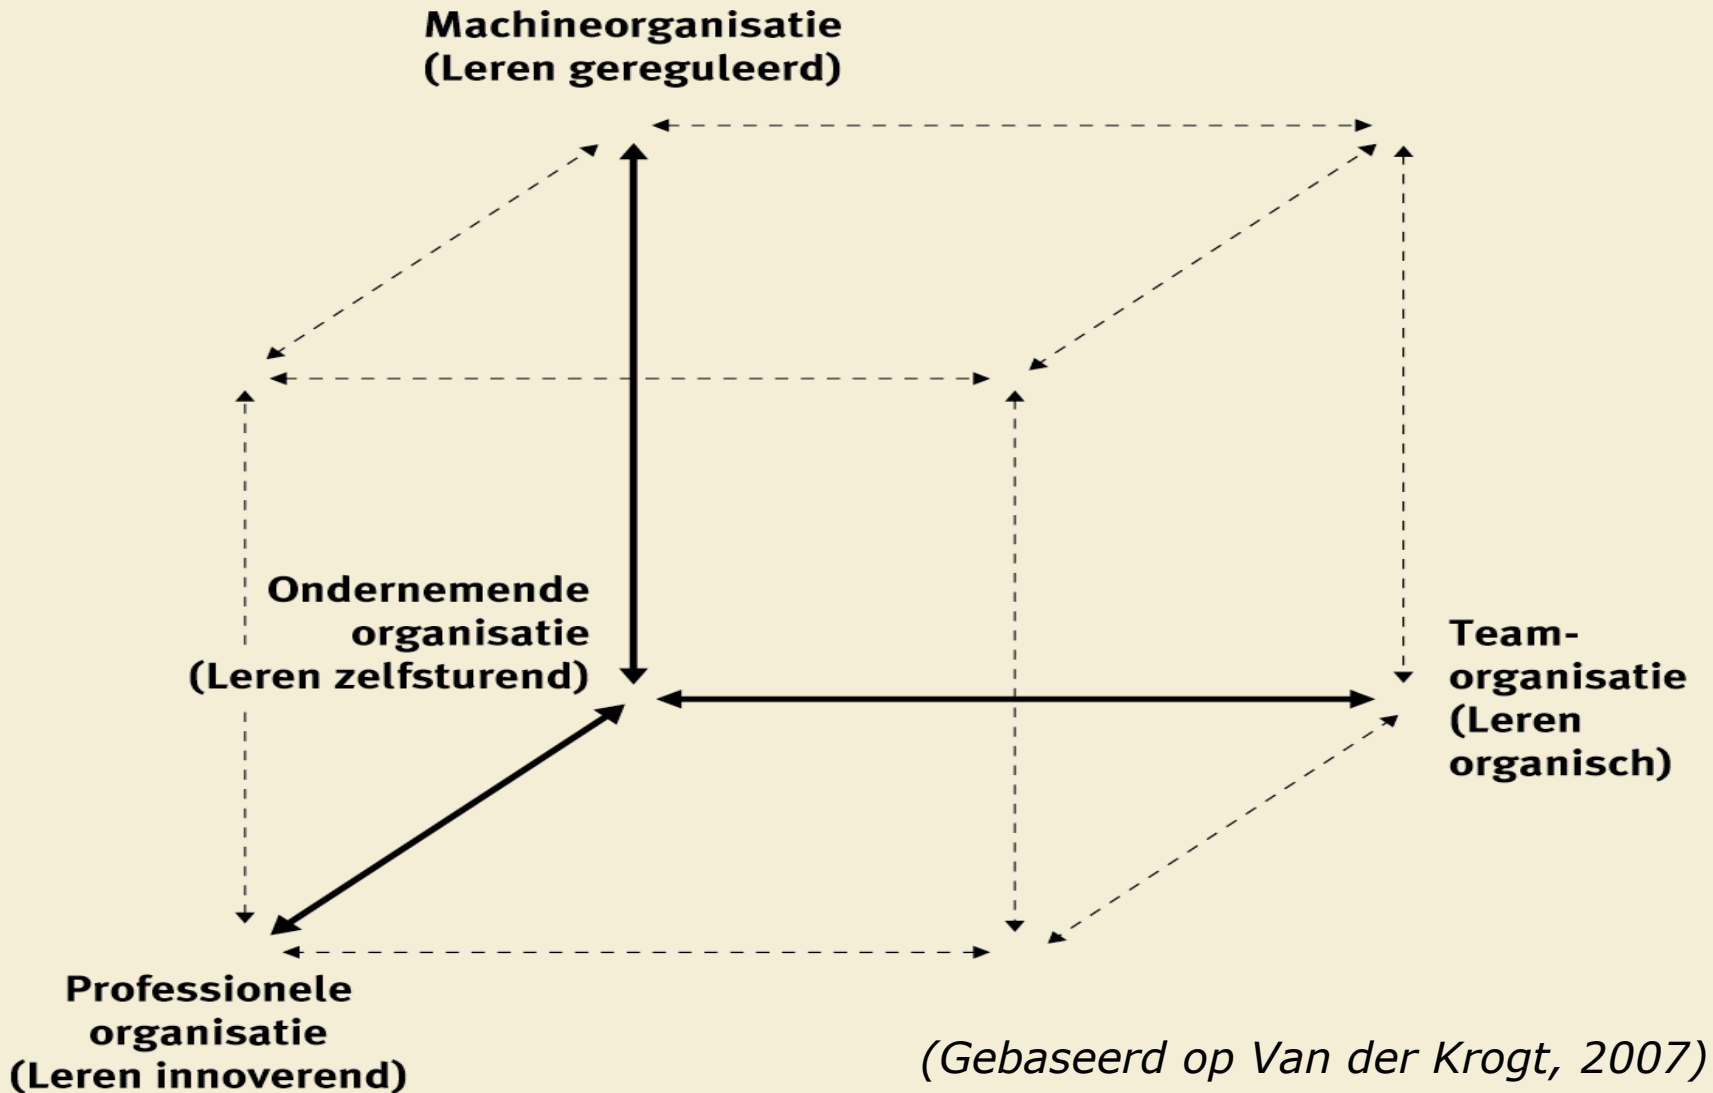 Machineorganisatie
(Leren gereguleerd)
Ondernemende
organisatie
(Leren zelfsturend)
Team-
organisatie
(Leren
organisch)
Professionele
organisatie
(Leren innoverend)
(Gebaseerd op Van der Krogt, 2007)